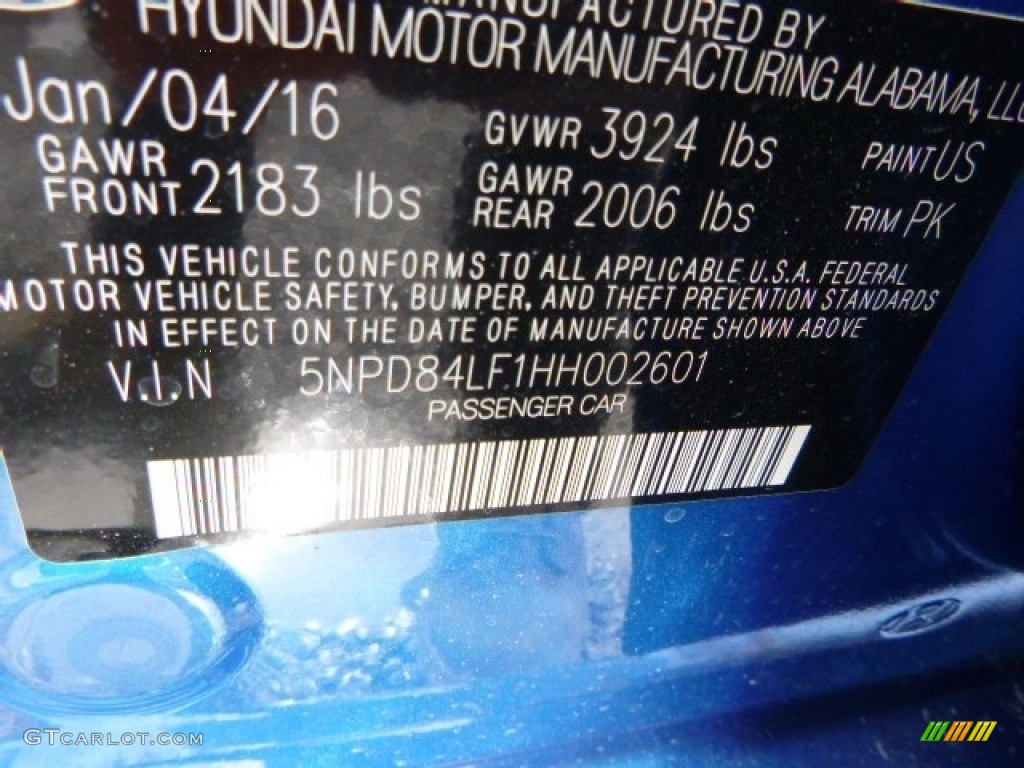 MANUFACTURED BY
HYUNDAI MOTOR MANUFACTURING ALABAMA, LLC
Jan/04/16
GVWR 3924 lbs
PAINT US
GAWR FRONT 2183 lbs
GAWR REAR 2006 lbs
TRIM PK
THIS VEHICLE CONFORMS TO ALL APPLICABLE U.S.A. FEDERAL
MOTOR VEHICLE SAFETY, BUMPER, AND THEFT PREVENTION STANDARDS
IN EFFECT ON THE DATE OF MANUFACTURE SHOWN ABOVE
V.I.N 5NPD84LF1HH002601
PASSENGER CAR
GTCARLOT.COM